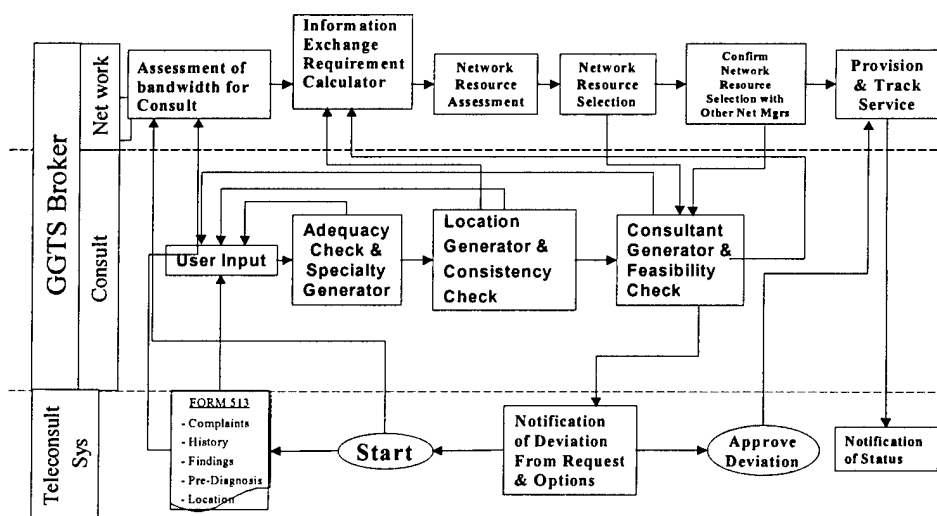 GGTS Broker
Net work
Assessment of
bandwidth for
Consult
Information
Exchange
Requirement
Calculator
Network
Resource
Assessment
Network
Resource
Selection
Confirm
Network
Resource
Selection with
Other Net Mgrs
Provision
& Track
Service
Consult
User Input
Adequacy
Check &
Specialty
Generator
Location
Generator &
Consistency
Check
Consultant
Generator &
Feasibility
Check
Teleconsult
Sys
FORM 513
- Complaints
- History
- Findings
- Pre-Diagnosis
- Location
Start
Notification
of Deviation
From Request
& Options
Approve
Deviation
Notification
of Status